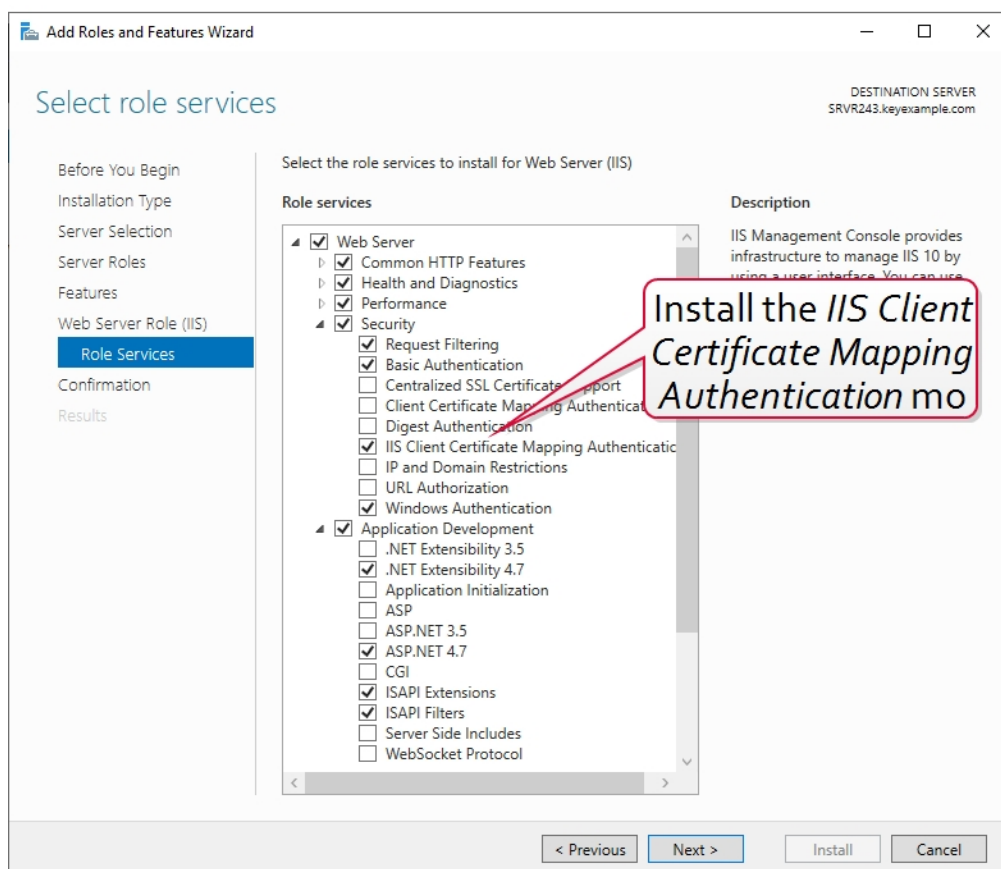 Add Roles and Features Wizard
Select role services
DESTINATION SERVER
SRVR243.keyexample.com
Before You Begin
Installation Type
Server Selection
Server Roles
Features
Web Server Role (IIS)
Role Services
Confirmation
Results
Select the role services to install for Web Server (IIS)
Role services
Web Server
Common HTTP Features
Health and Diagnostics
Performance
Security
Request Filtering
Basic Authentication
Centralized SSL Certificate Support
Client Certificate Mapping Authenticat
Digest Authentication
IIS Client Certificate Mapping Authenticatic
IP and Domain Restrictions
URL Authorization
Windows Authentication
Application Development
.NET Extensibility 3.5
.NET Extensibility 4.7
Application Initialization
ASP
ASP.NET 3.5
ASP.NET 4.7
CGI
ISAPI Extensions
ISAPI Filters
Server Side Includes
WebSocket Protocol
Description
IIS Management Console provides
infrastructure to manage IIS 10 by
using a user interface. You can use
Install the IIS Client
Certificate Mapping
Authentication mo
< Previous
Next >
Install
Cancel